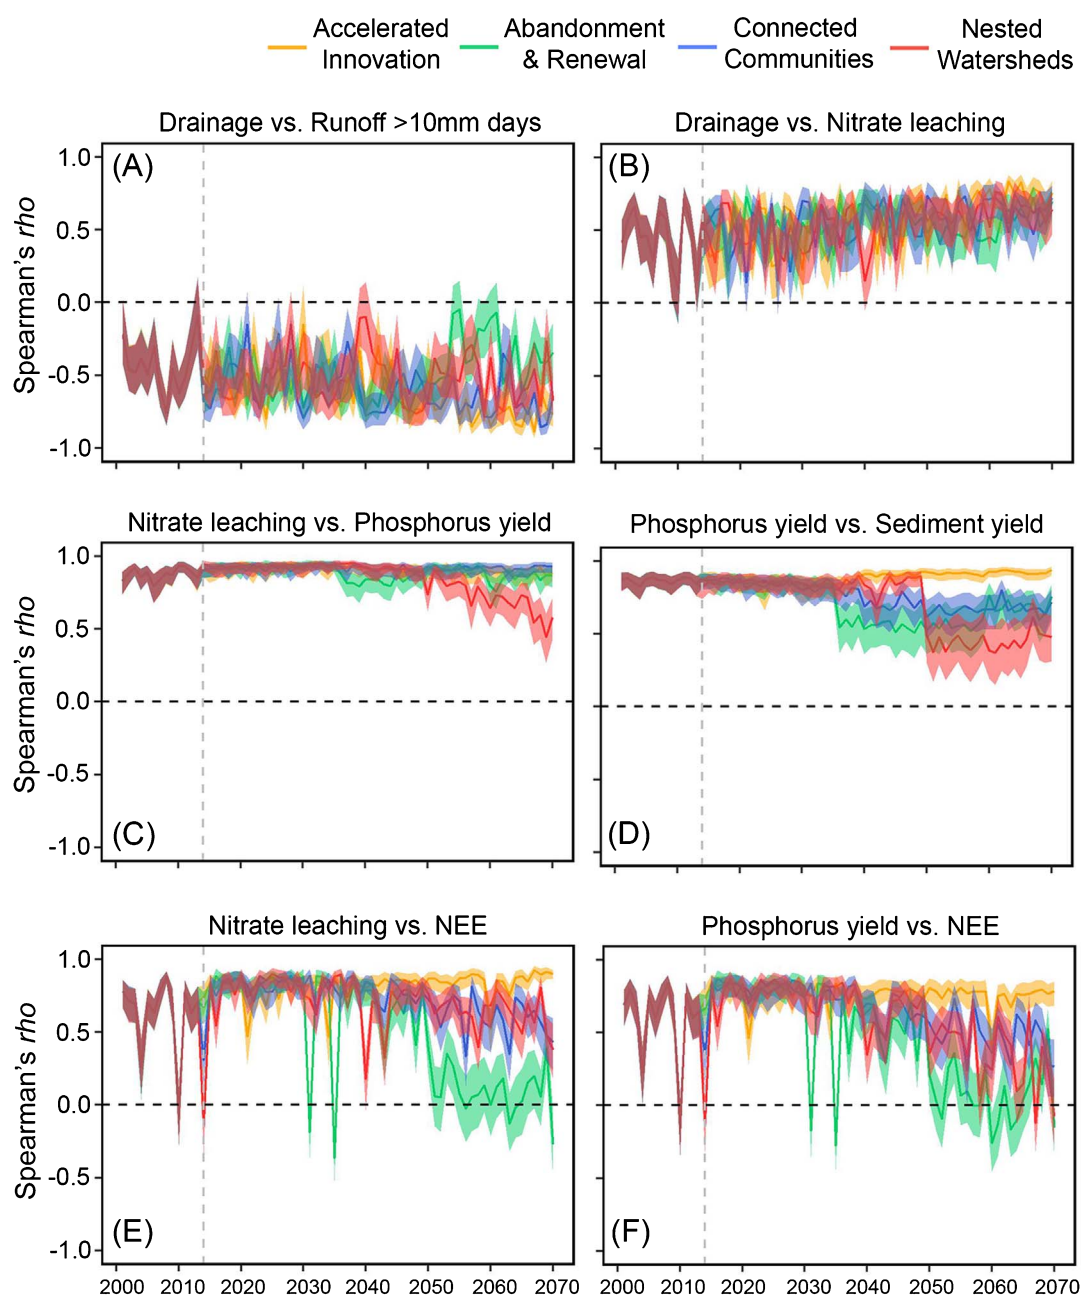 Accelerated Innovation
Abandonment & Renewal
Connected Communities
Nested Watersheds
Drainage vs. Runoff >10mm days
Drainage vs. Nitrate leaching
(A)
(B)
1.0
0.5
0.0
-0.5
-1.0
Spearman's rho
Nitrate leaching vs. Phosphorus yield
Phosphorus yield vs. Sediment yield
1.0
0.5
0.0
-0.5
-1.0
Spearman's rho
(C)
(D)
Nitrate leaching vs. NEE
Phosphorus yield vs. NEE
1.0
0.5
0.0
-0.5
-1.0
Spearman's rho
(E)
(F)
2000 2010 2020 2030 2040 2050 2060 2070
2000 2010 2020 2030 2040 2050 2060 2070